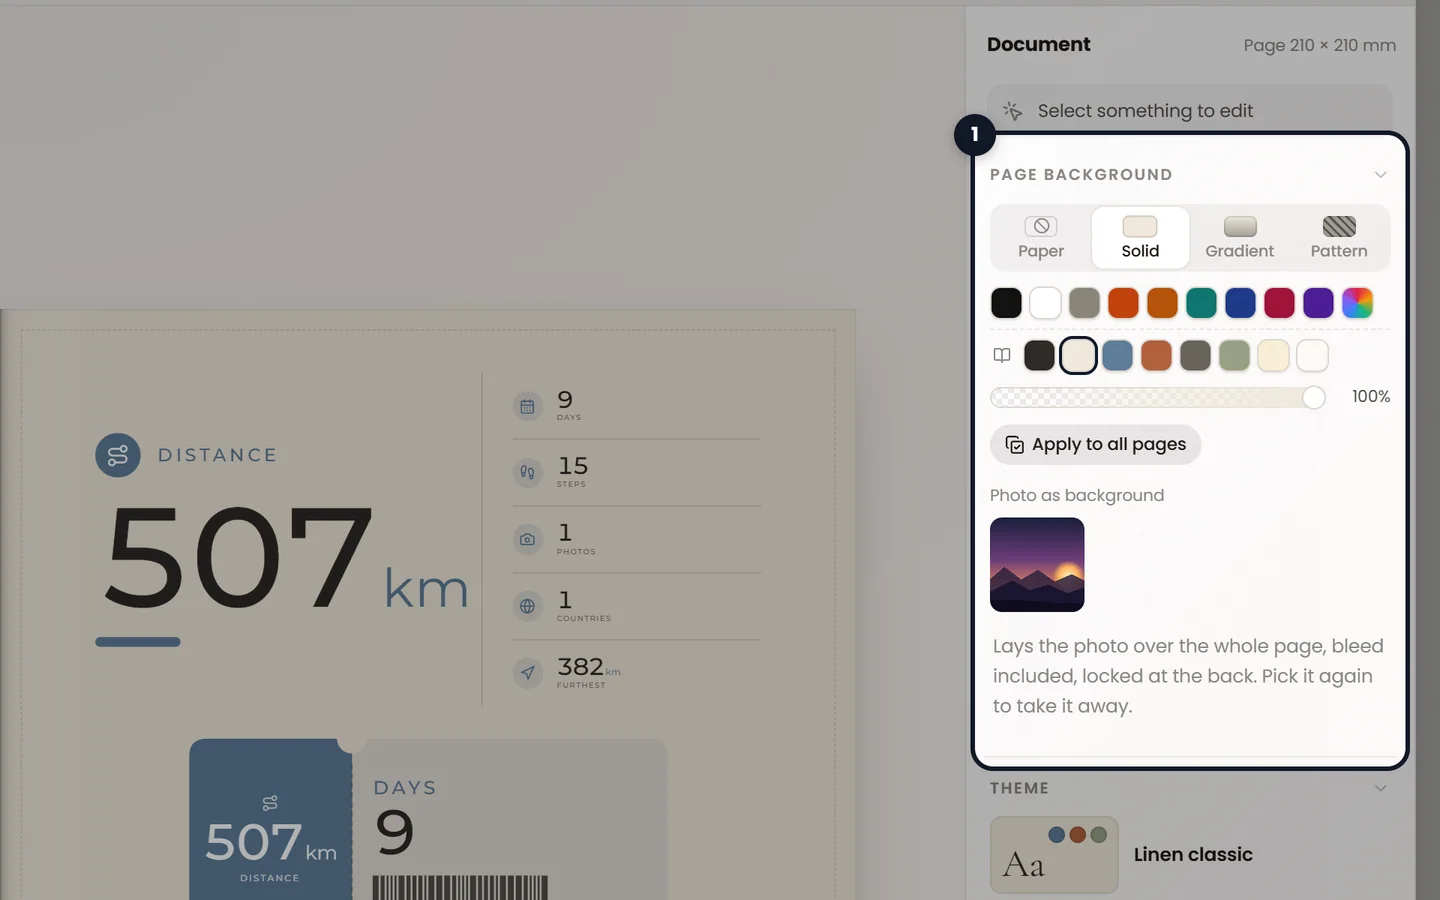 Document
Page 210 × 210 mm
Select something to edit
1
PAGE BACKGROUND
Paper
Solid
Gradient
Pattern
100%
Apply to all pages
Photo as background
Lays the photo over the whole page, bleed
included, locked at the back. Pick it again
to take it away.
THEME
Aa
Linen classic
DISTANCE
507 km
9
DAYS
15
STEPS
1
PHOTOS
1
COUNTRIES
382 km
FURTHEST
507 km
DISTANCE
DAYS
9